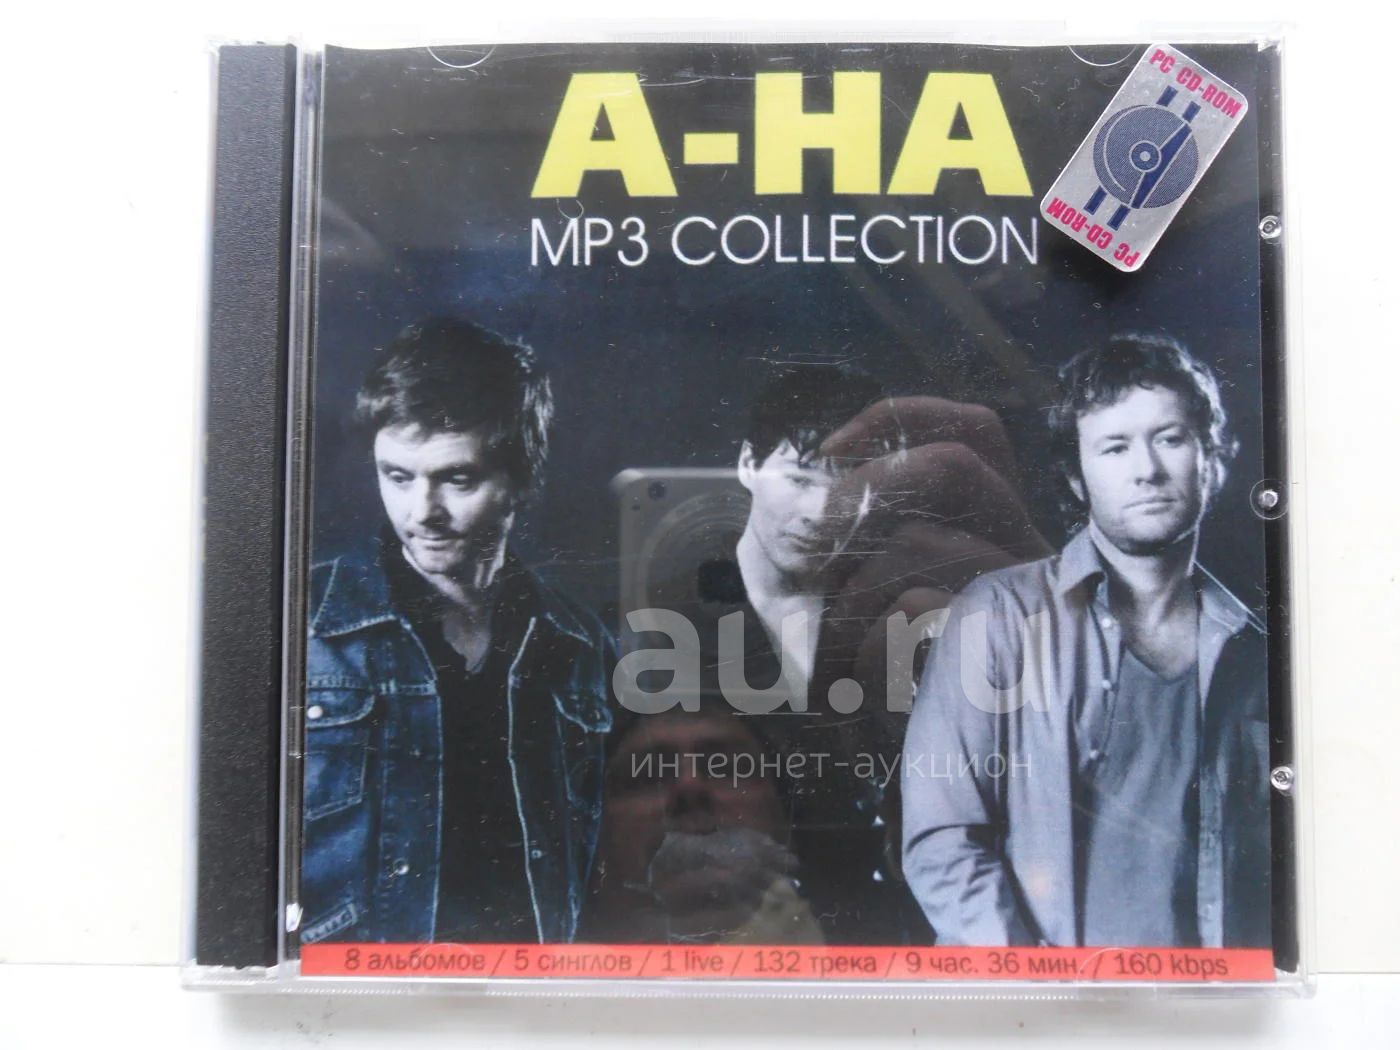 A-HA
MP3 COLLECTION
PC CD-ROM
PC CD-ROM
au.ru
интернет-аукцион
8 альбомов / 5 синглов / 1 live / 132 трека / 9 час. 36 мин. / 160 kbps